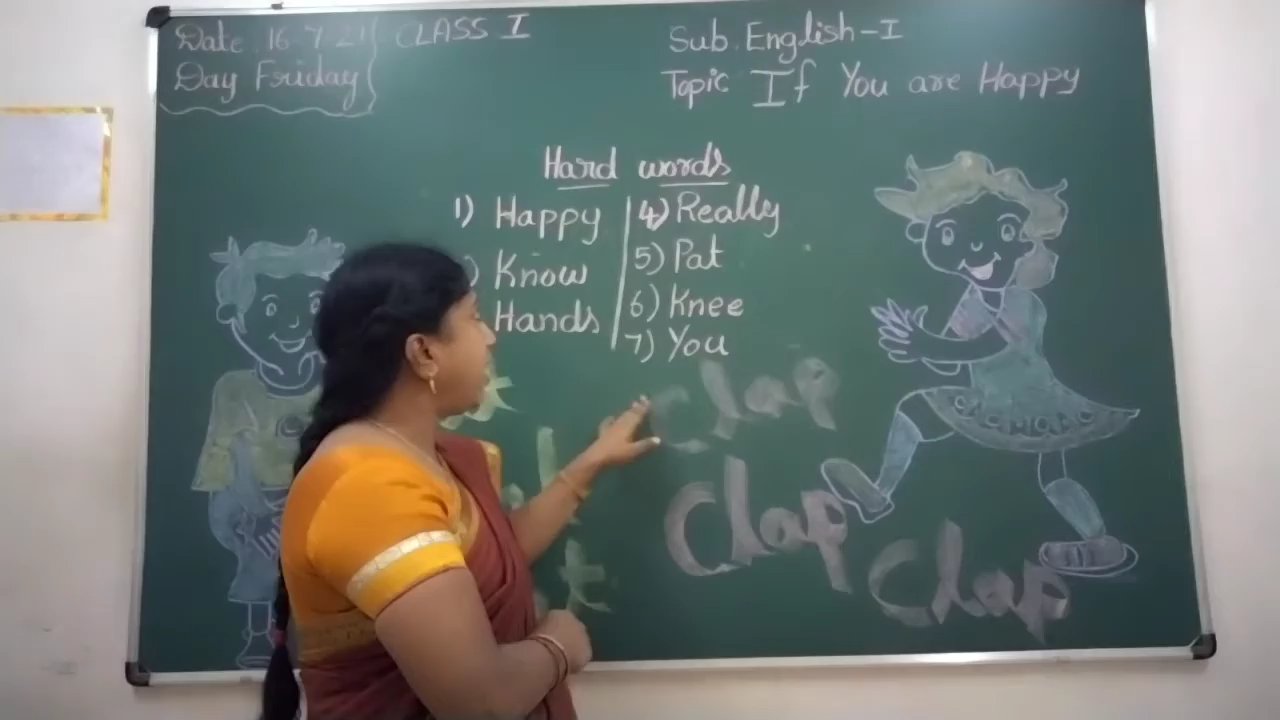 Date 16.7.21
Day Friday
CLASS I
Sub. English-I
Topic If You are Happy
Hard words
1) Happy
) Know
Hands
4) Really
5) Pat
6) Knee
7) You
Clap
Clap
Clap